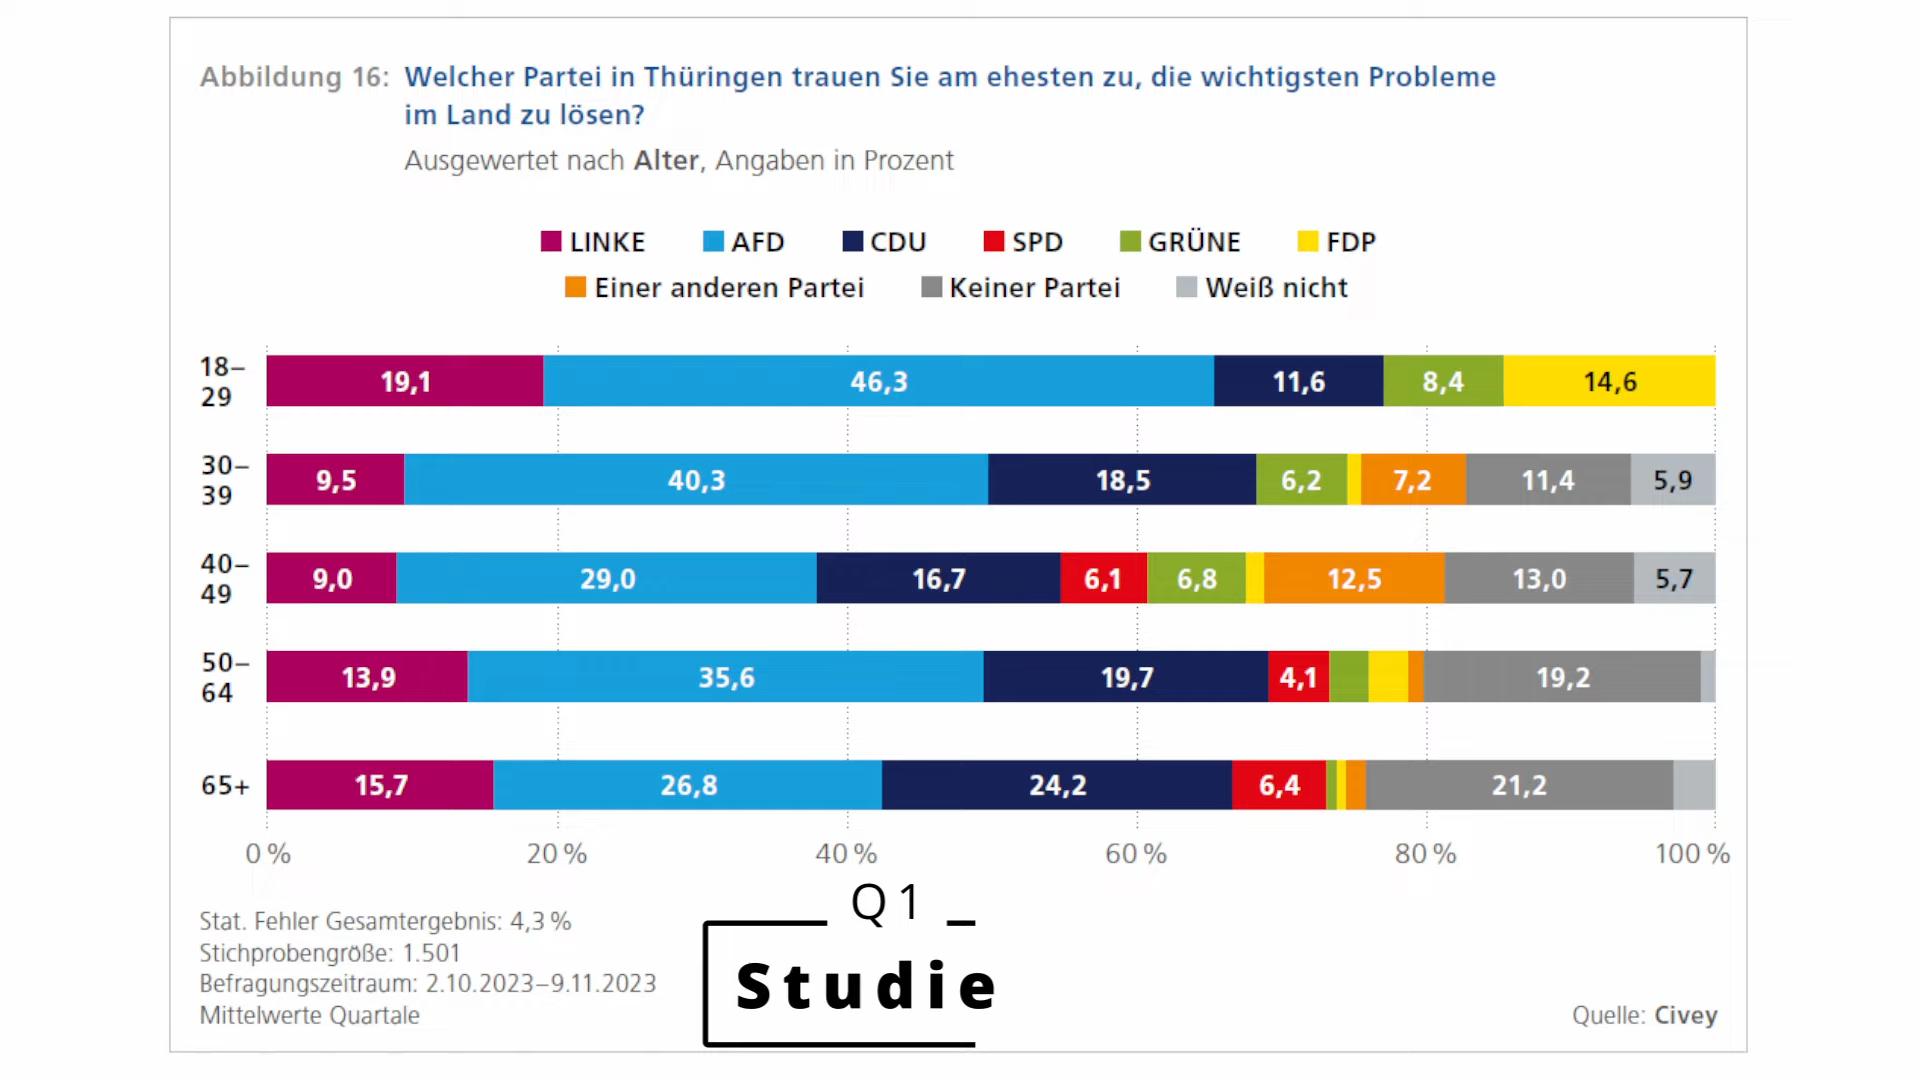 Abbildung 16: Welcher Partei in Thüringen trauen Sie am ehesten zu, die wichtigsten Probleme
im Land zu lösen?
Ausgewertet nach Alter, Angaben in Prozent
LINKE AFD CDU SPD GRÜNE FDP
Einer anderen Partei Keiner Partei Weiß nicht
18–
29
19,1 46,3 11,6 8,4 14,6
30–
39
9,5 40,3 18,5 6,2 7,2 11,4 5,9
40–
49
9,0 29,0 16,7 6,1 6,8 12,5 13,0 5,7
50–
64
13,9 35,6 19,7 4,1 19,2
65+ 15,7 26,8 24,2 6,4 21,2
0 % 20 % 40 % 60 % 80 % 100 %
Q1
Studie
Stat. Fehler Gesamtergebnis: 4,3 %
Stichprobengröße: 1.501
Befragungszeitraum: 2.10.2023–9.11.2023
Mittelwerte Quartale
Quelle: Civey